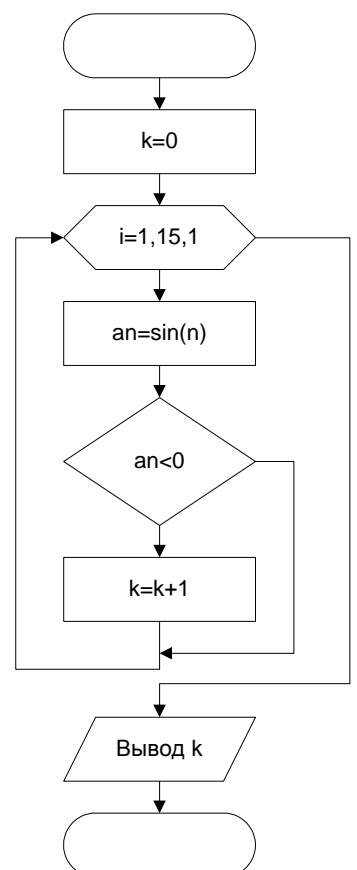 k=0
i=1,15,1
an=sin(n)
an<0
k=k+1
Вывод k